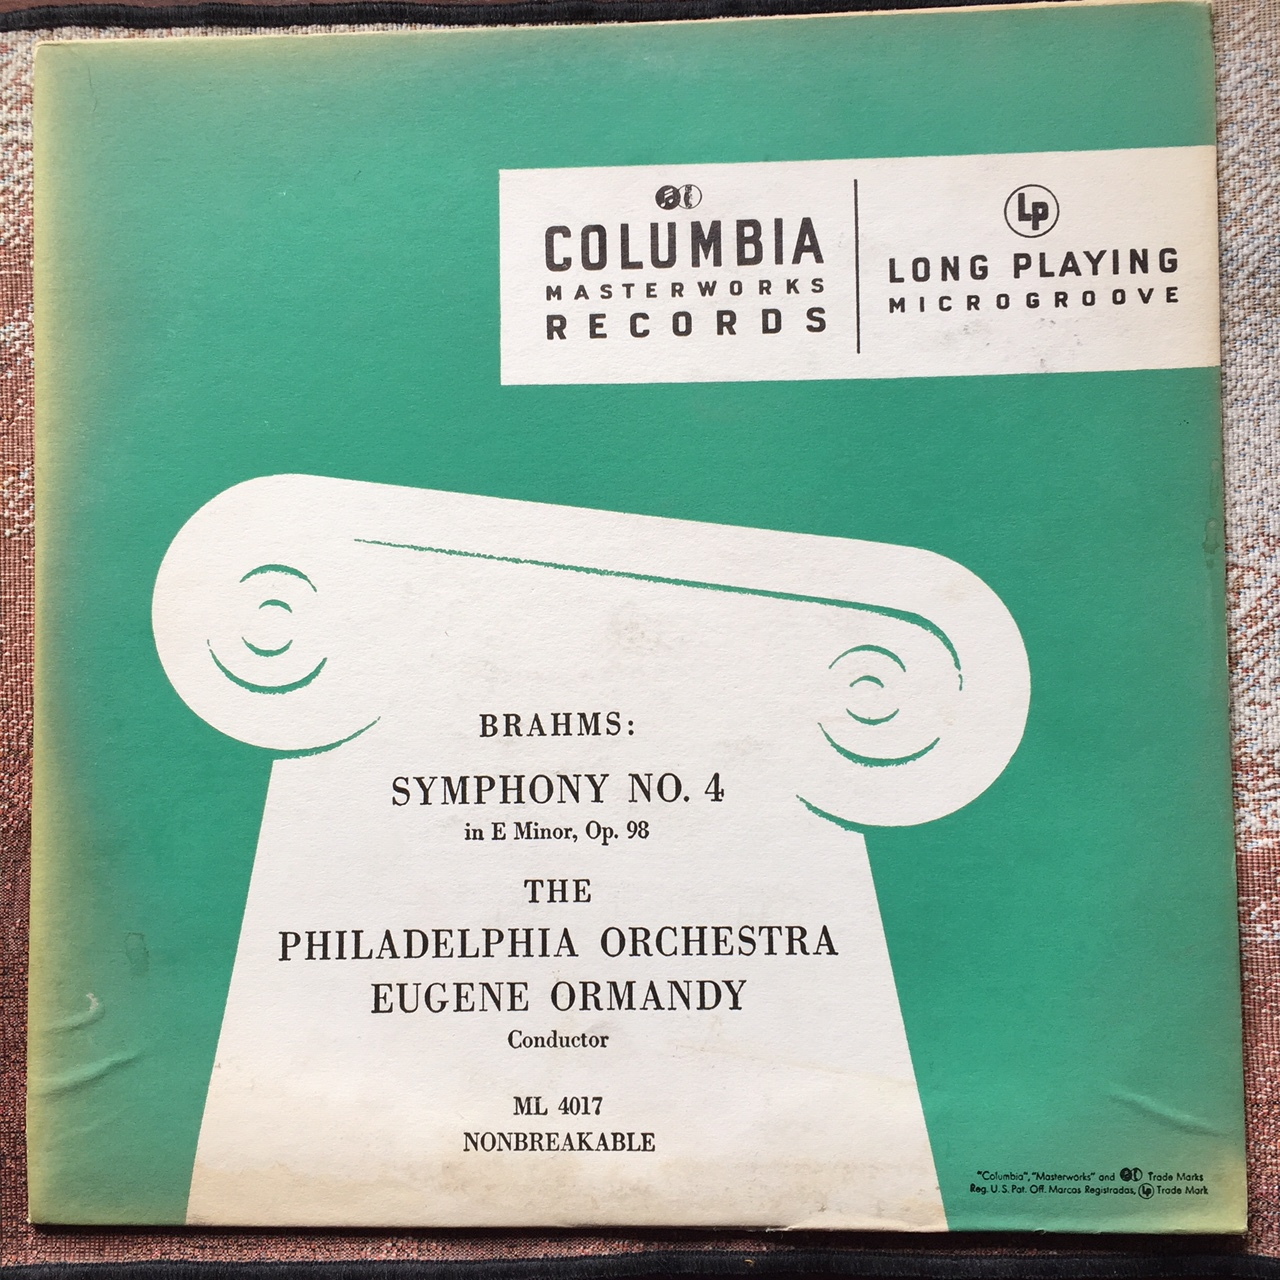 COLUMBIA
MASTERWORKS
RECORDS
LP
LONG PLAYING
MICROGROOVE
BRAHMS:
SYMPHONY NO. 4
in E Minor, Op. 98
THE
PHILADELPHIA ORCHESTRA
EUGENE ORMANDY
Conductor
ML 4017
NONBREAKABLE
"Columbia", "Masterworks" and Trade Marks
Reg. U. S. Pat. Off. Marcas Registradas, LP Trade Mark